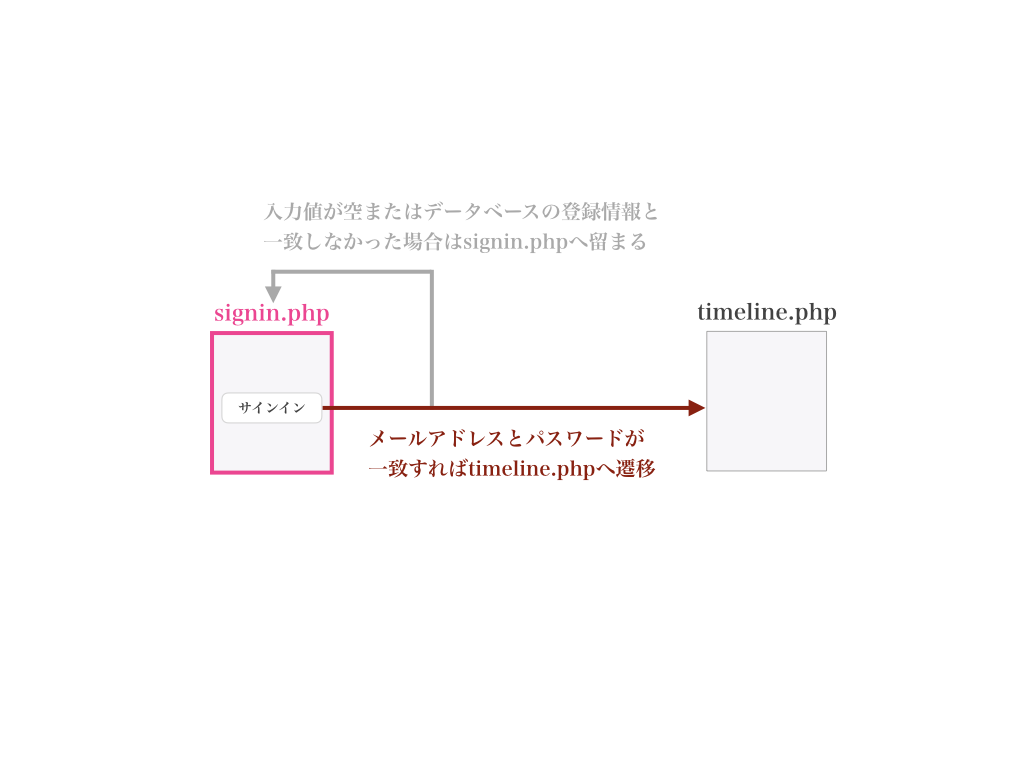 入力値が空またはデータベースの登録情報と
一致しなかった場合はsignin.phpへ留まる
signin.php
timeline.php
サインイン
メールアドレスとパスワードが
一致すればtimeline.phpへ遷移